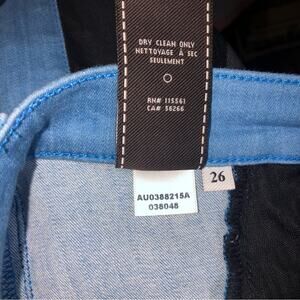 DRY CLEAN ONLY
NETTOYAGE À SEC
SEULEMENT
RN# 115561
CA# 56266
AU0388215A
038048
26